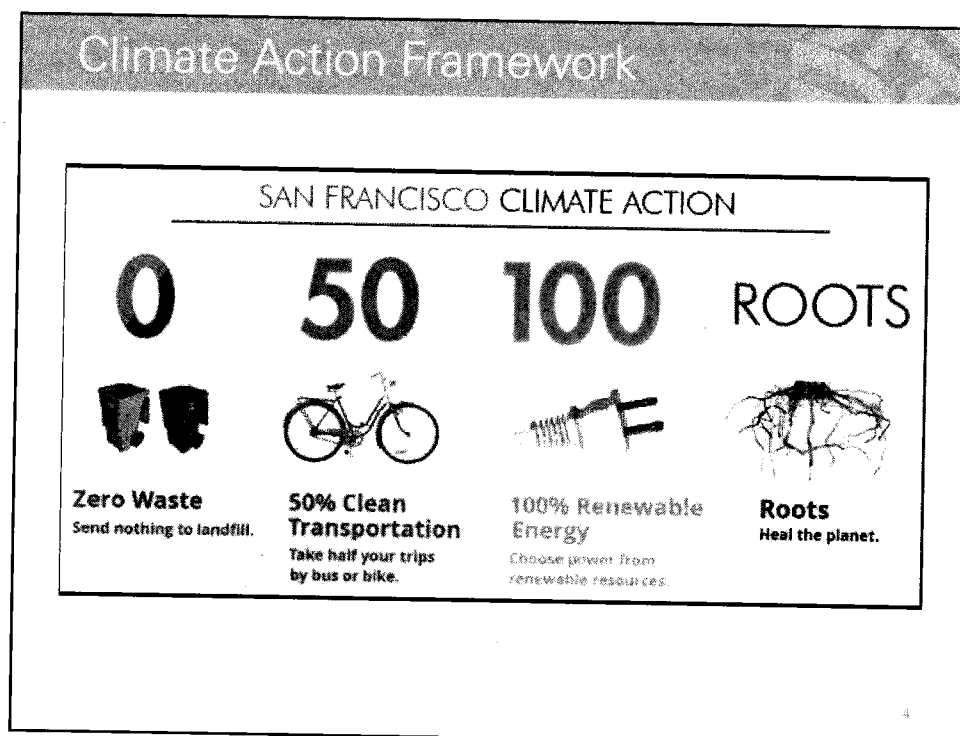 Climate Action Framework
SAN FRANCISCO CLIMATE ACTION
0
50
100
ROOTS
Zero Waste
Send nothing to landfill.
50% Clean
Transportation
Take half your trips
by bus or bike.
100% Renewable
Energy
Choose power from
renewable resources.
Roots
Heal the planet.
4